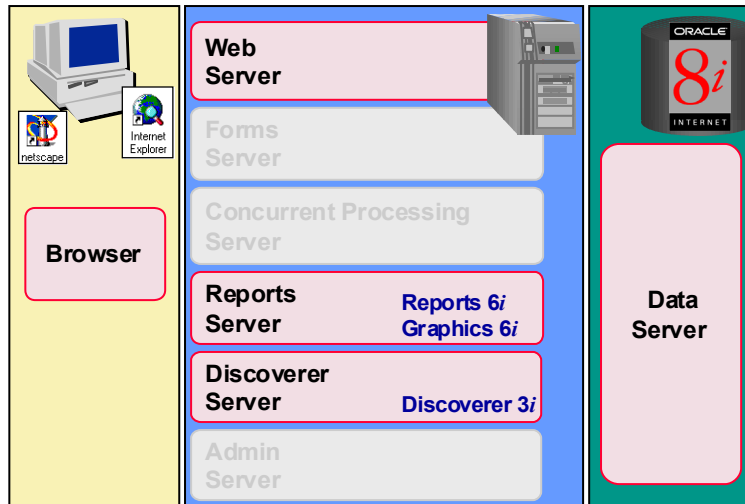 netscape
Internet
Explorer
Browser
Web
Server
Forms
Server
Concurrent Processing
Server
Reports
Server
Reports 6i
Graphics 6i
Discoverer
Server
Discoverer 3i
Admin
Server
ORACLE
8i
INTERNET
Data
Server